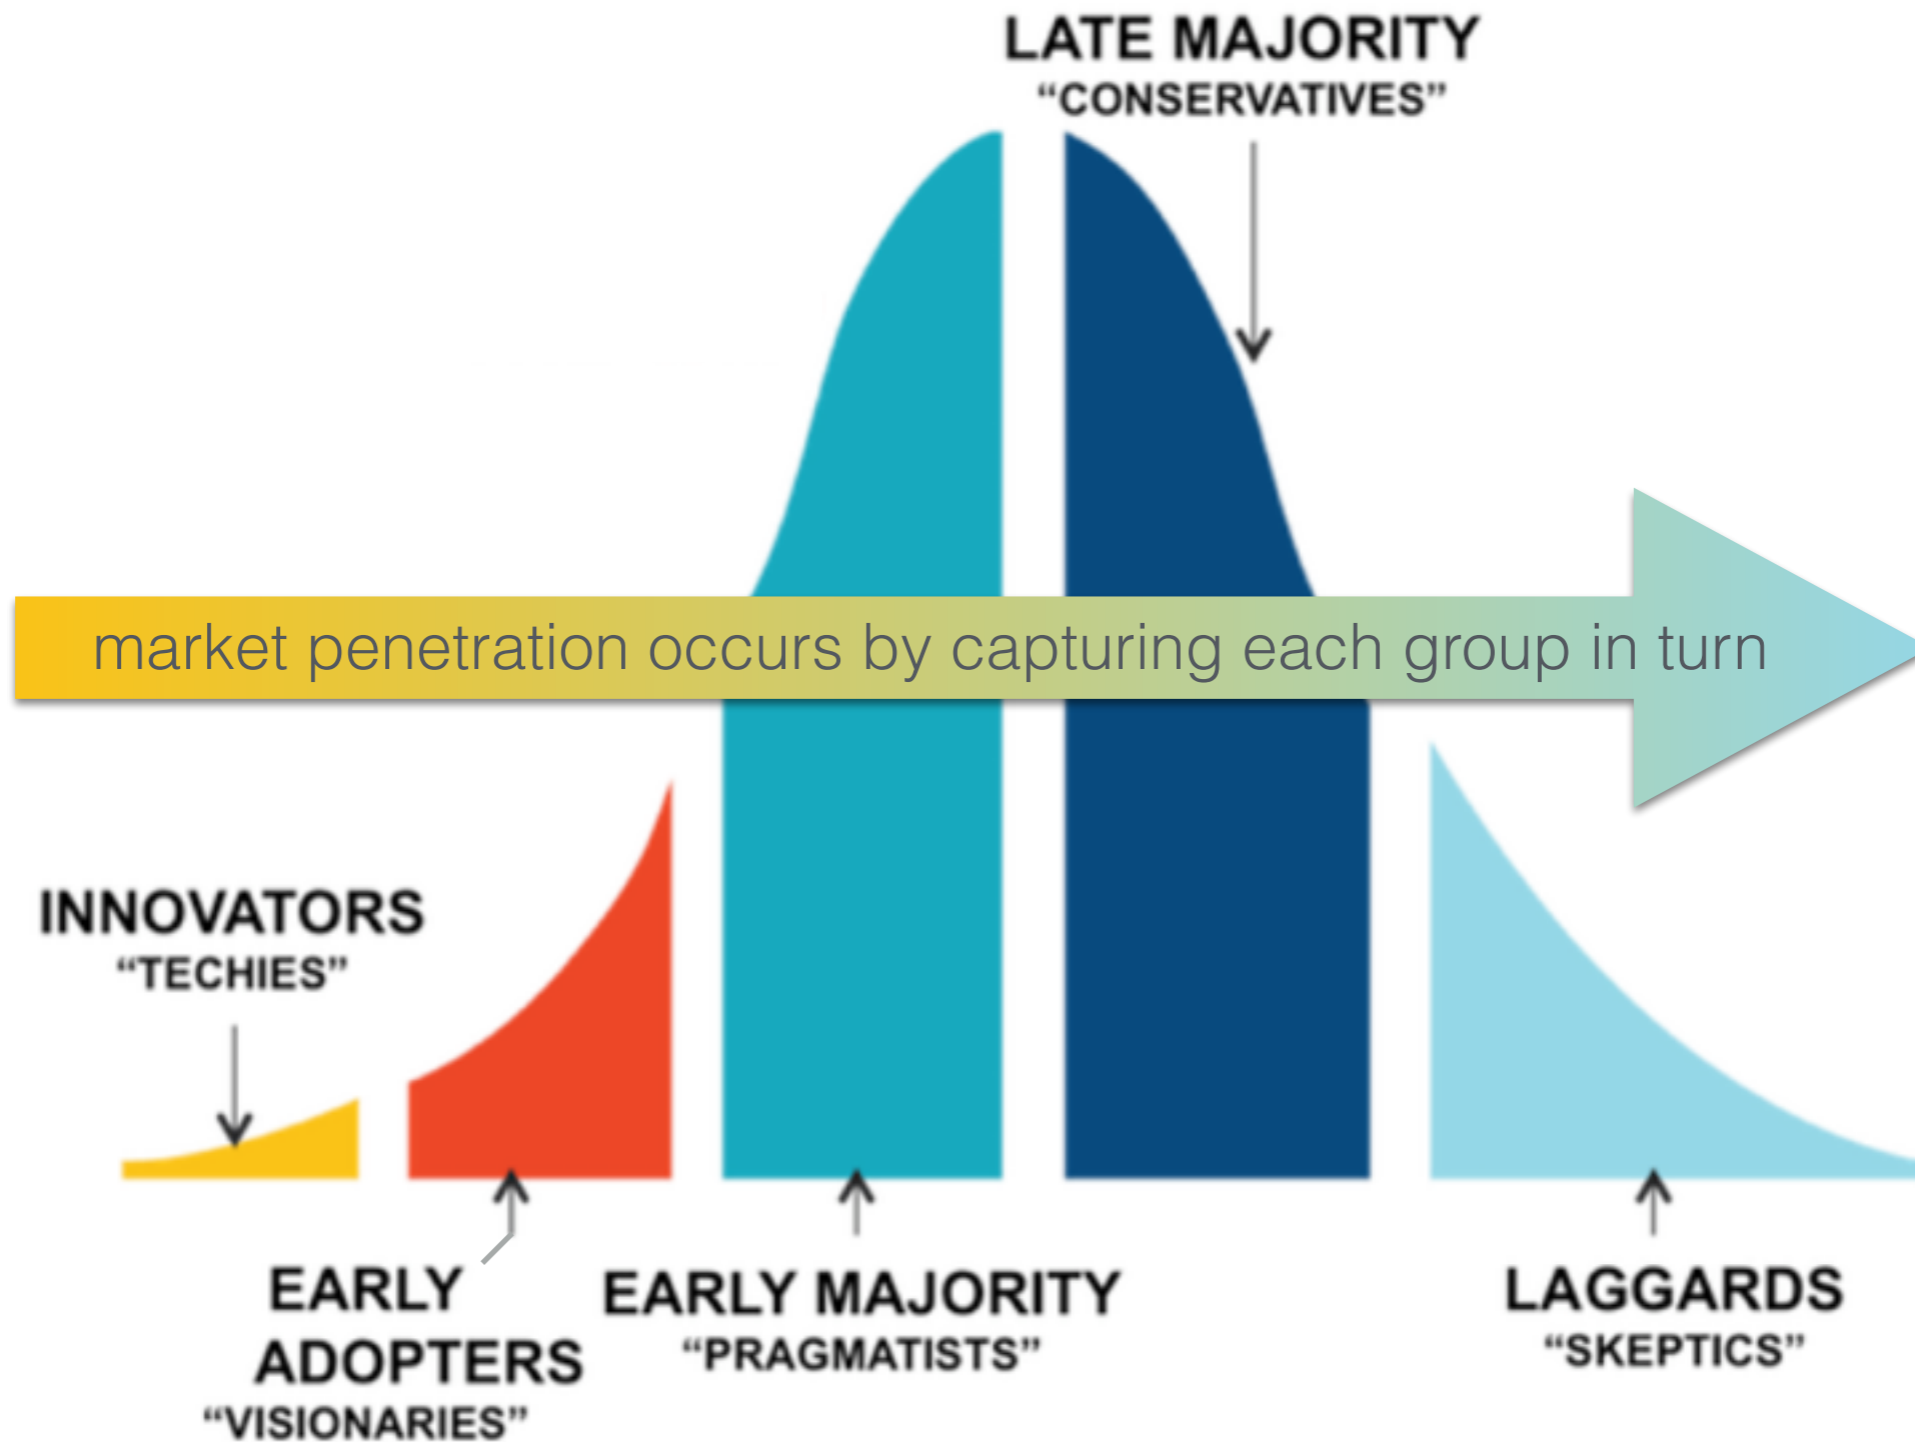 LATE MAJORITY
“CONSERVATIVES”
market penetration occurs by capturing each group in turn
INNOVATORS
“TECHIES”
EARLY
ADOPTERS
“VISIONARIES”
EARLY MAJORITY
“PRAGMATISTS”
LAGGARDS
“SKEPTICS”